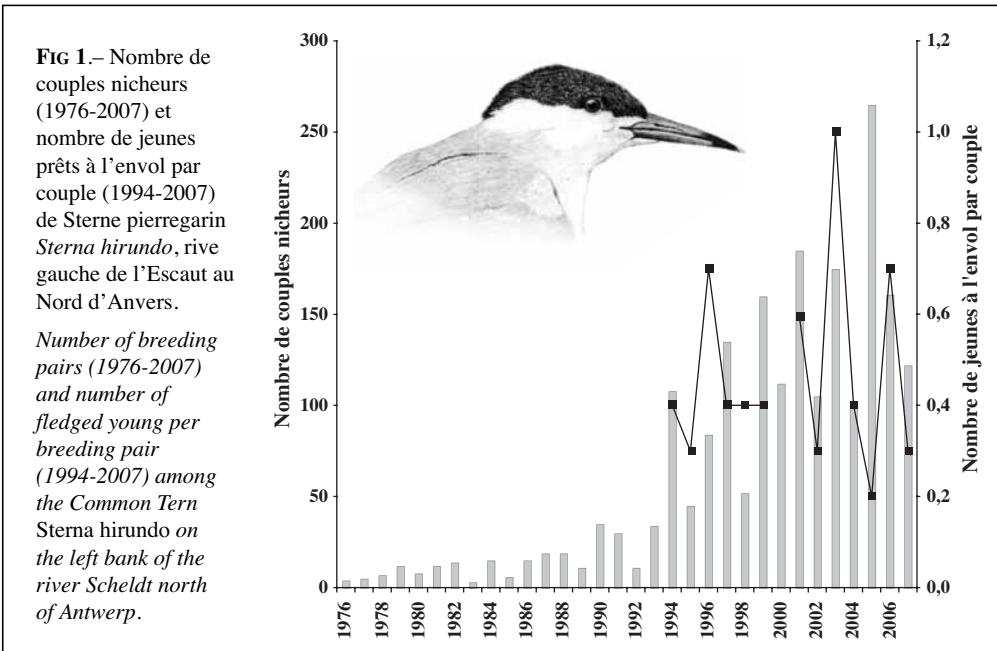 FIG 1.– Nombre de
couples nicheurs
(1976-2007) et
nombre de jeunes
prêts à l'envol par
couple (1994-2007)
de Sterne pierregarin
Sterna hirundo, rive
gauche de l'Escaut au
Nord d'Anvers.
Number of breeding
pairs (1976-2007)
and number of
fledged young per
breeding pair
(1994-2007) among
the Common Tern
Sterna hirundo on
the left bank of the
river Scheldt north
of Antwerp.
Nombre de couples nicheurs
300
250
200
150
100
50
0
1976
1978
1980
1982
1984
1986
1988
1990
1992
1994
1996
1998
2000
2002
2004
2006
1,2
1,0
0,8
0,6
0,4
0,2
0,0
Nombre de jeunes à l'envol par couple